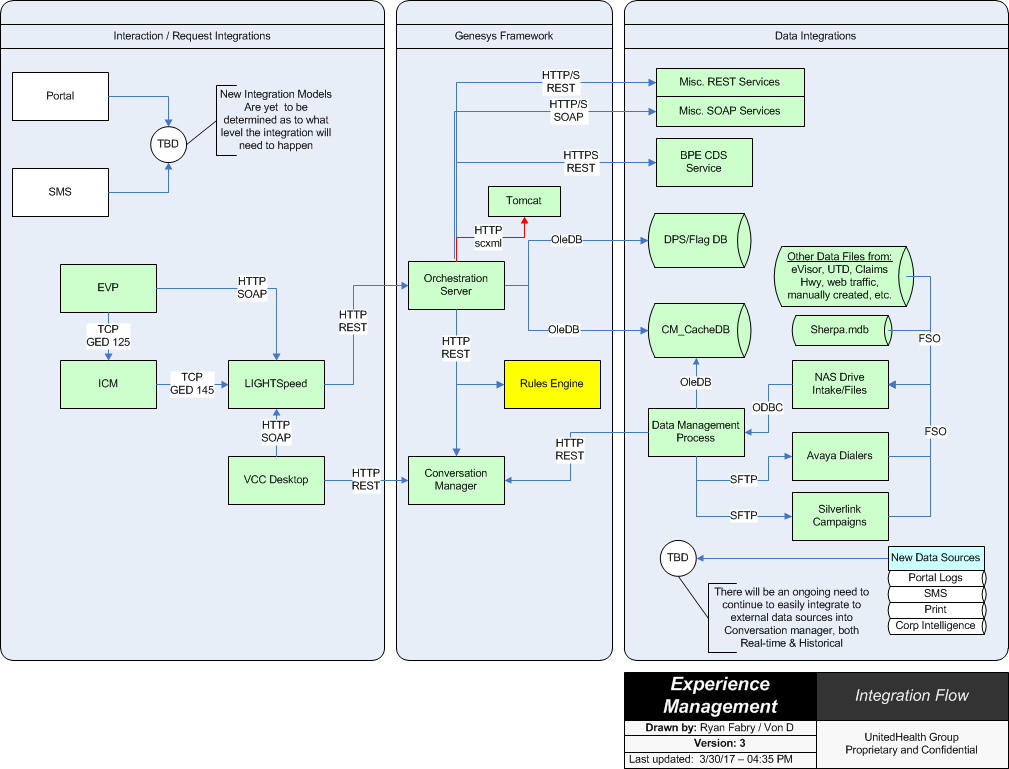 Interaction / Request Integrations
Portal
SMS
TBD
New Integration Models
Are yet to be
determined as to what
level the integration will
need to happen
EVP
HTTP
SOAP
TCP
GED 125
ICM
TCP
GED 145
LIGHTSpeed
HTTP
REST
HTTP
SOAP
VCC Desktop
HTTP
REST
Genesys Framework
HTTP/S
REST
HTTP/S
SOAP
HTTPS
REST
Tomcat
HTTP
scxml
OleDB
Orchestration
Server
OleDB
HTTP
REST
Rules Engine
HTTP
REST
Conversation
Manager
Data Integrations
Misc. REST Services
Misc. SOAP Services
BPE CDS
Service
DPS/Flag DB
Other Data Files from:
eVisor, UTD, Claims
Hwy, web traffic,
manually created, etc.
CM_CacheDB
Sherpa.mdb
FSO
OleDB
NAS Drive
Intake/Files
ODBC
Data Management
Process
FSO
Avaya Dialers
SFTP
Silverlink
Campaigns
SFTP
TBD
New Data Sources
Portal Logs
SMS
Print
Corp Intelligence
There will be an ongoing need to
continue to easily integrate to
external data sources into
Conversation manager, both
Real-time & Historical
Experience
Management
Integration Flow
Drawn by: Ryan Fabry / Von D
Version: 3
Last updated: 3/30/17 – 04:35 PM
UnitedHealth Group
Proprietary and Confidential